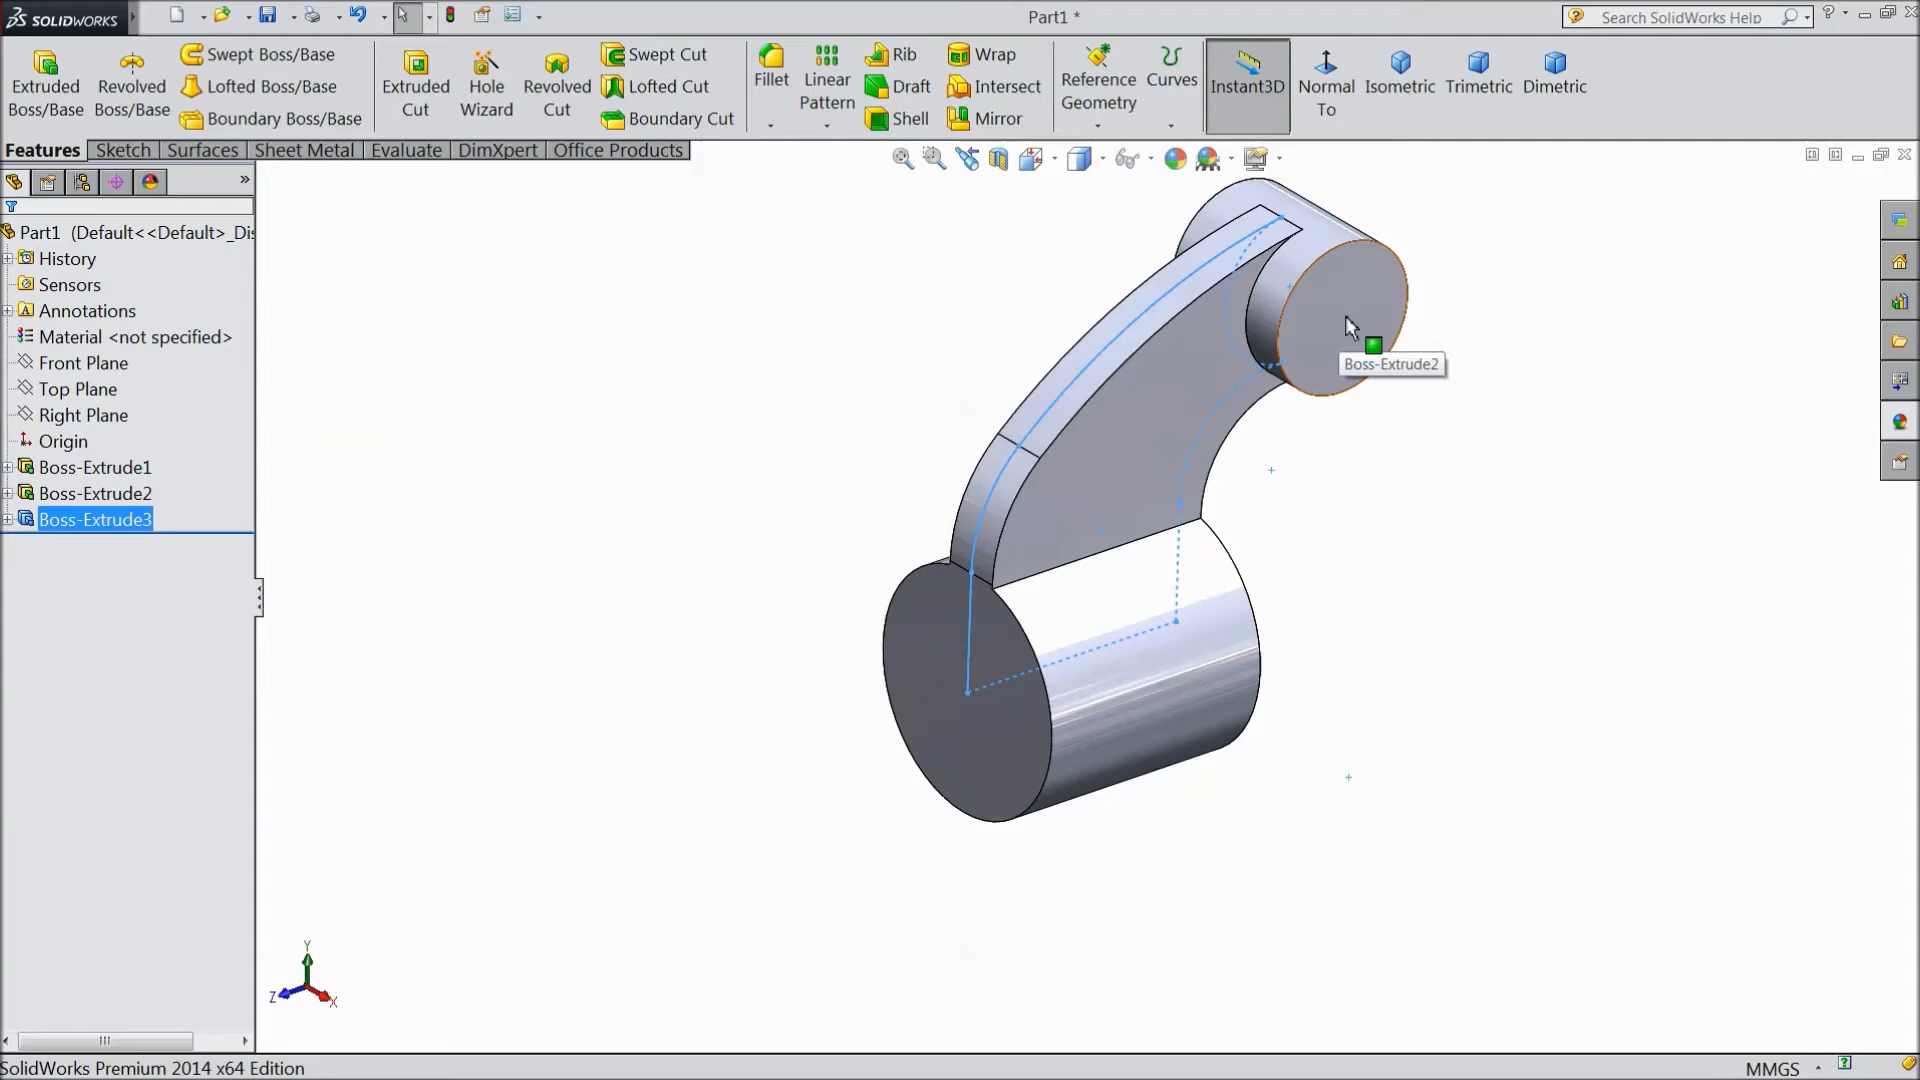 SOLIDWORKS
Part1 *
Search SolidWorks Help
Extruded Boss/Base
Revolved Boss/Base
Swept Boss/Base
Lofted Boss/Base
Boundary Boss/Base
Extruded Cut
Hole Wizard
Revolved Cut
Swept Cut
Lofted Cut
Boundary Cut
Fillet
Linear Pattern
Rib
Draft
Shell
Wrap
Intersect
Mirror
Reference Geometry
Curves
Instant3D
Normal To
Isometric
Trimetric
Dimetric
Features
Sketch
Surfaces
Sheet Metal
Evaluate
DimXpert
Office Products
Part1 (Default<<Default>_Di
History
Sensors
Annotations
Material <not specified>
Front Plane
Top Plane
Right Plane
Origin
Boss-Extrude1
Boss-Extrude2
Boss-Extrude3
Boss-Extrude2
Y
Z
X
SolidWorks Premium 2014 x64 Edition
MMGS